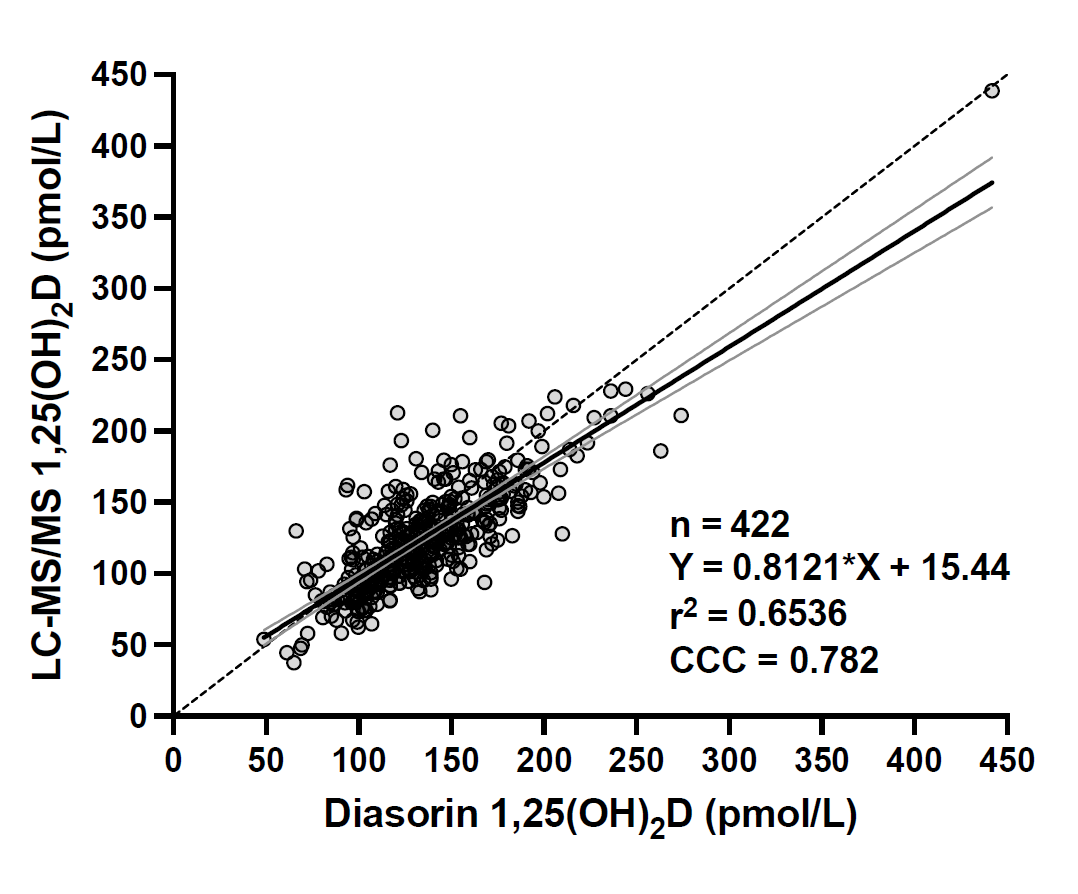 LC-MS/MS 1,25(OH)₂D (pmol/L)
450
400
350
300
250
200
150
100
50
0
n = 422
Y = 0.8121*X + 15.44
r² = 0.6536
CCC = 0.782
0 50 100 150 200 250 300 350 400 450
Diasorin 1,25(OH)₂D (pmol/L)